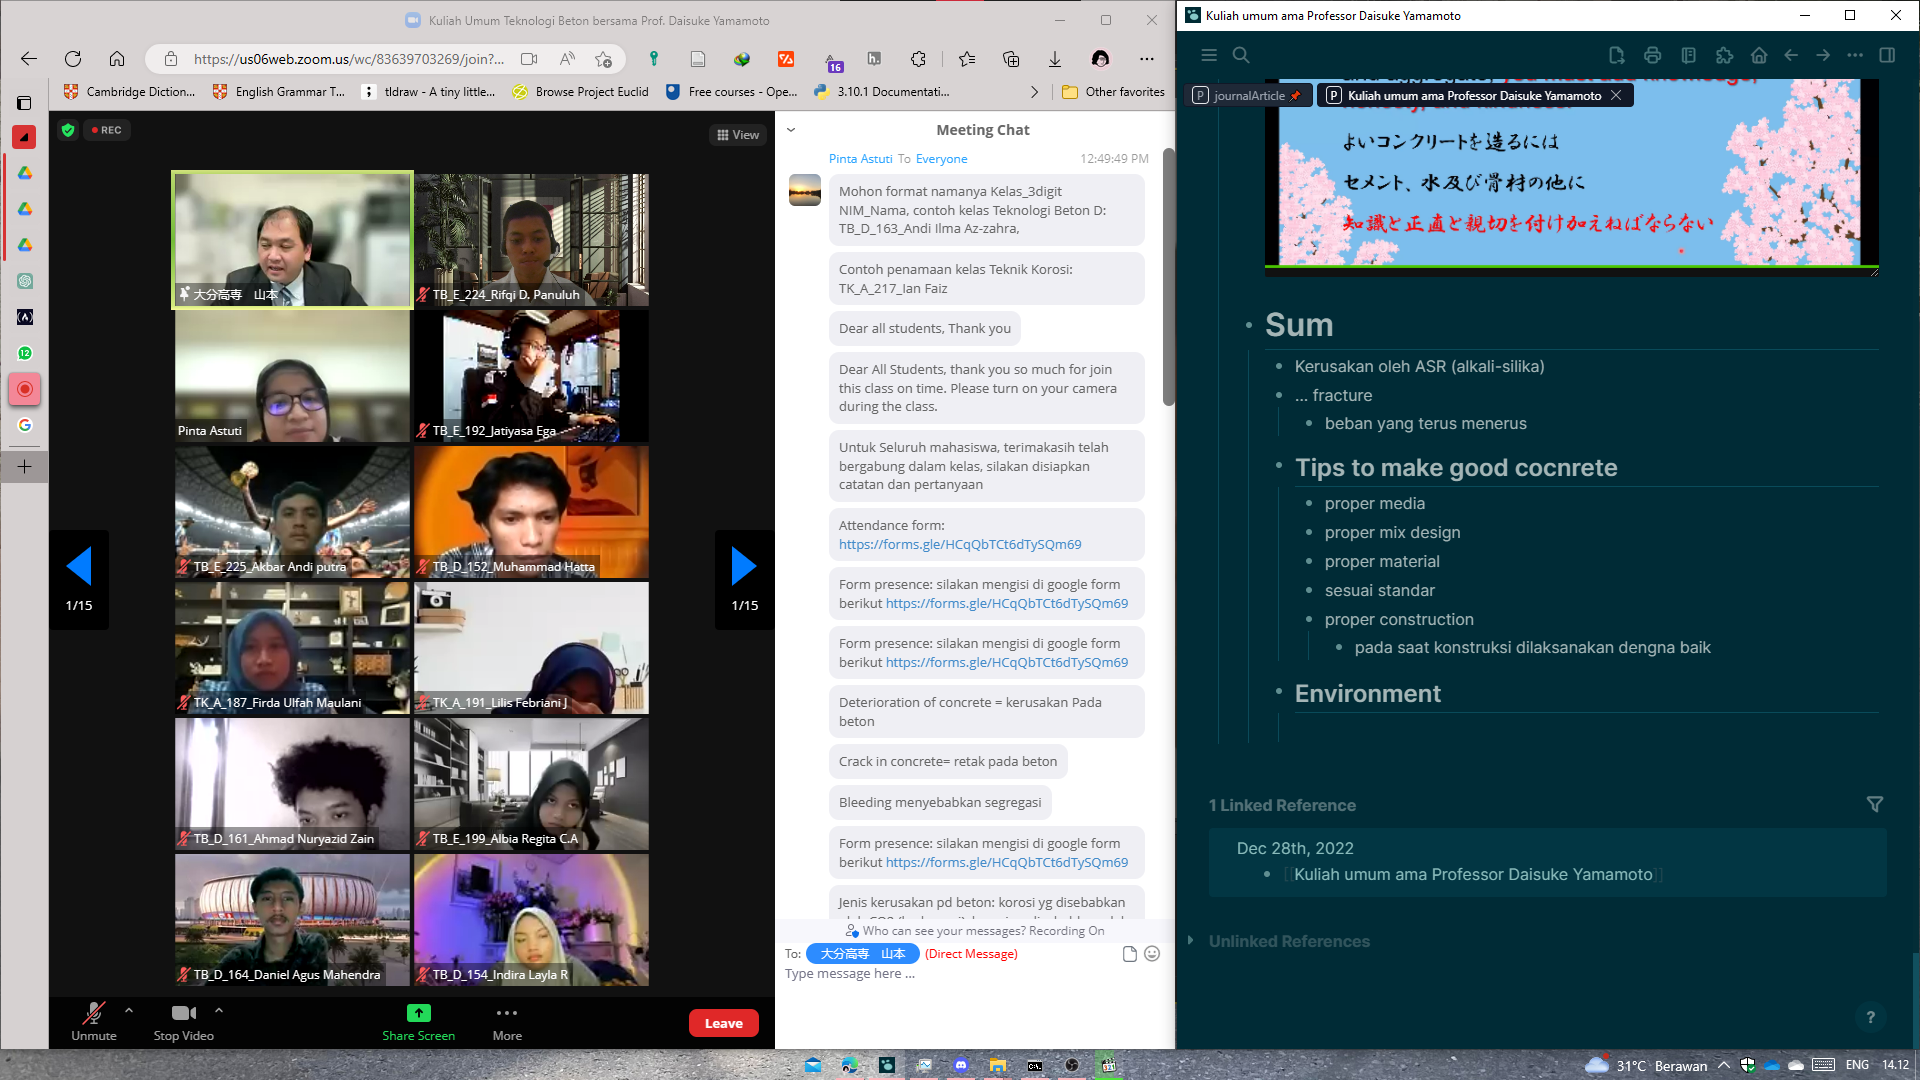 Kuliah Umum Teknologi Beton bersama Prof. Daisuke Yamamoto
https://us06web.zoom.us/wc/83639703269/join?...
16
Cambridge Diction...
English Grammar T...
tldraw - A tiny little...
Browse Project Euclid
Free courses - Ope...
3.10.1 Documentati...
Other favorites
12
REC
View
大分高専 山本
TB_E_224_Rifqi D. Panuluh
Pinta Astuti
TB_E_192_Jatiyasa Ega
TB_E_225_Akbar Andi putra
TB_D_152_Muhammad Hatta
TK_A_187_Firda Ulfah Maulani
TK_A_191_Lilis Febriani J
TB_D_161_Ahmad Nuryazid Zain
TB_E_199_Albia Regita C.A
TB_D_164_Daniel Agus Mahendra
TB_D_154_Indira Layla R
1/15
1/15
Unmute
Stop Video
Share Screen
More
Leave
Meeting Chat
Pinta Astuti To Everyone
12:49:49 PM
Mohon format namanya Kelas_3digit
NIM_Nama, contoh kelas Teknologi Beton D:
TB_D_163_Andi Ilma Az-zahra,
Contoh penamaan kelas Teknik Korosi:
TK_A_217_Ian Faiz
Dear all students, Thank you
Dear All Students, thank you so much for join
this class on time. Please turn on your camera
during the class.
Untuk Seluruh mahasiswa, terimakasih telah
bergabung dalam kelas, silakan disiapkan
catatan dan pertanyaan
Attendance form:
https://forms.gle/HCqQbTCt6dTySQm69
Form presence: silakan mengisi di google form
berikut https://forms.gle/HCqQbTCt6dTySQm69
Form presence: silakan mengisi di google form
berikut https://forms.gle/HCqQbTCt6dTySQm69
Deterioration of concrete = kerusakan Pada
beton
Crack in concrete= retak pada beton
Bleeding menyebabkan segregasi
Form presence: silakan mengisi di google form
berikut https://forms.gle/HCqQbTCt6dTySQm69
Jenis kerusakan pd beton: korosi yg disebabkan
Who can see your messages? Recording On
To: 大分高専 山本 (Direct Message)
Type message here ...
Kuliah umum ama Professor Daisuke Yamamoto
journalArticle
Kuliah umum ama Professor Daisuke Yamamoto
よいコンクリートを造るには
セメント、水及び骨材の他に
知識と正直と親切を付け加えねばならない
Sum
Kerusakan oleh ASR (alkali-silika)
... fracture
beban yang terus menerus
Tips to make good cocnrete
proper media
proper mix design
proper material
sesuai standar
proper construction
pada saat konstruksi dilaksanakan dengna baik
Environment
1 Linked Reference
Dec 28th, 2022
[[Kuliah umum ama Professor Daisuke Yamamoto]]
Unlinked References
?
31°C Berawan
ENG
14.12